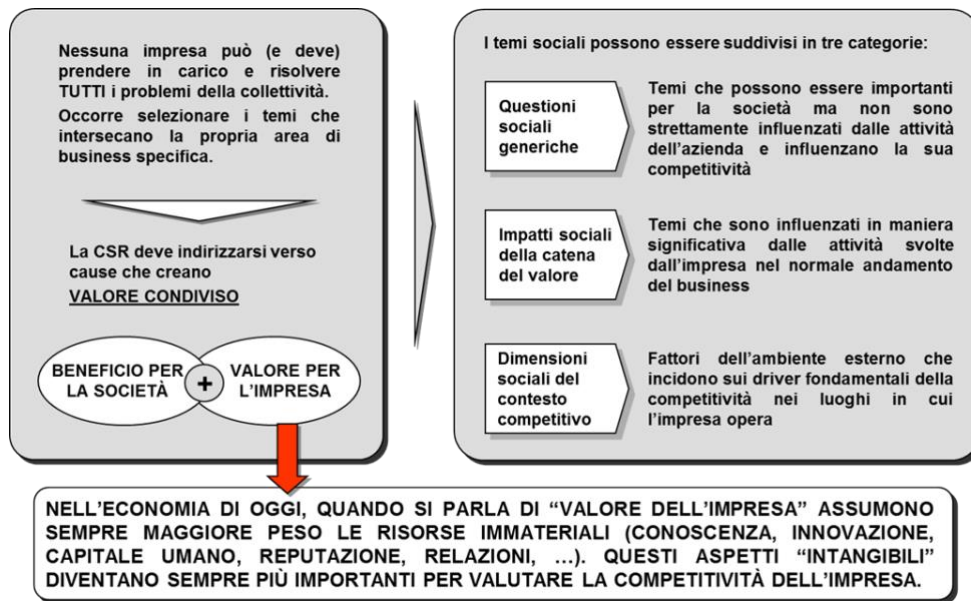 Nessuna impresa può (e deve)
prendere in carico e risolvere
TUTTI i problemi della collettività.
Occorre selezionare i temi che
intersecano la propria area di
business specifica.
La CSR deve indirizzarsi verso
cause che creano
VALORE CONDIVISO
BENEFICIO PER
LA SOCIETÀ
+
VALORE PER
L'IMPRESA
I temi sociali possono essere suddivisi in tre categorie:
Questioni
sociali
generiche
Temi che possono essere importanti
per la società ma non sono
strettamente influenzati dalle attività
dell'azienda e influenzano la sua
competitività
Impatti sociali
della catena
del valore
Temi che sono influenzati in maniera
significativa dalle attività svolte
dall'impresa nel normale andamento
del business
Dimensioni
sociali del
contesto
competitivo
Fattori dell'ambiente esterno che
incidono sui driver fondamentali della
competitività nei luoghi in cui
l'impresa opera
NELL'ECONOMIA DI OGGI, QUANDO SI PARLA DI “VALORE DELL'IMPRESA” ASSUMONO
SEMPRE MAGGIORE PESO LE RISORSE IMMATERIALI (CONOSCENZA, INNOVAZIONE,
CAPITALE UMANO, REPUTAZIONE, RELAZIONI, …). QUESTI ASPETTI “INTANGIBILI”
DIVENTANO SEMPRE PIÙ IMPORTANTI PER VALUTARE LA COMPETITIVITÀ DELL'IMPRESA.